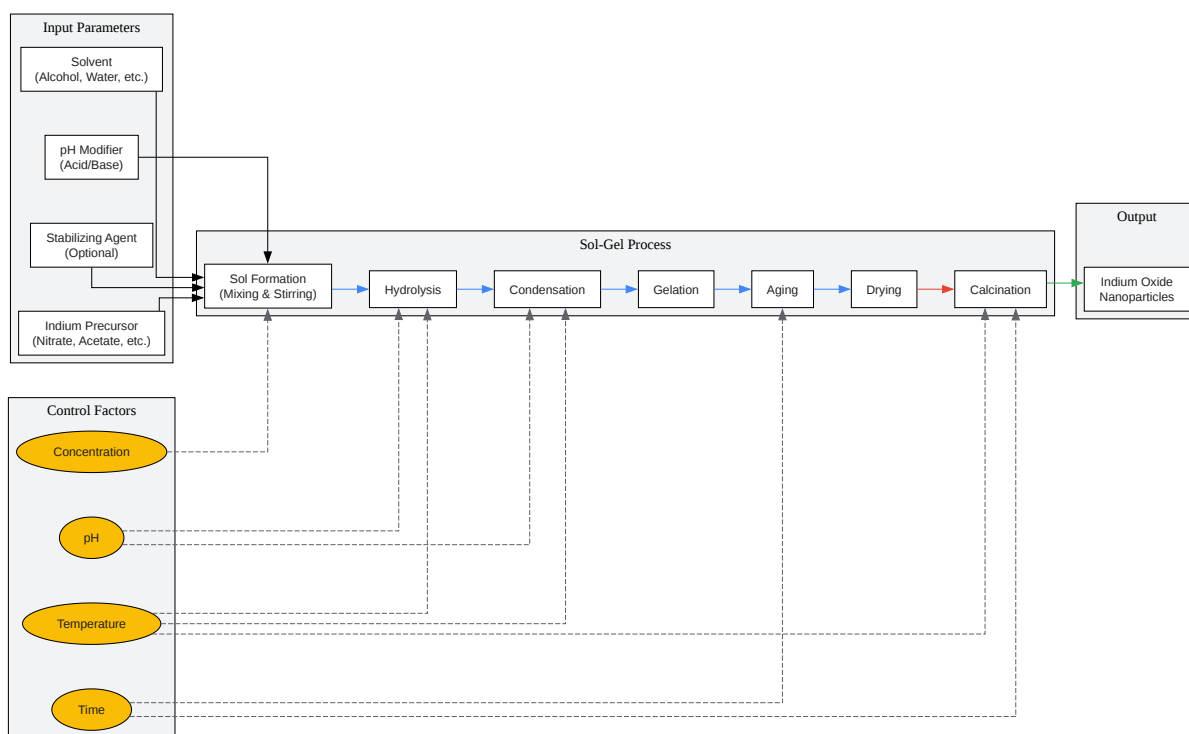 Input Parameters
Solvent
(Alcohol, Water, etc.)
pH Modifier
(Acid/Base)
Stabilizing Agent
(Optional)
Indium Precursor
(Nitrate, Acetate, etc.)
Sol-Gel Process
Sol Formation
(Mixing & Stirring)
Hydrolysis
Condensation
Gelation
Aging
Drying
Calcination
Output
Indium Oxide
Nanoparticles
Control Factors
Concentration
pH
Temperature
Time